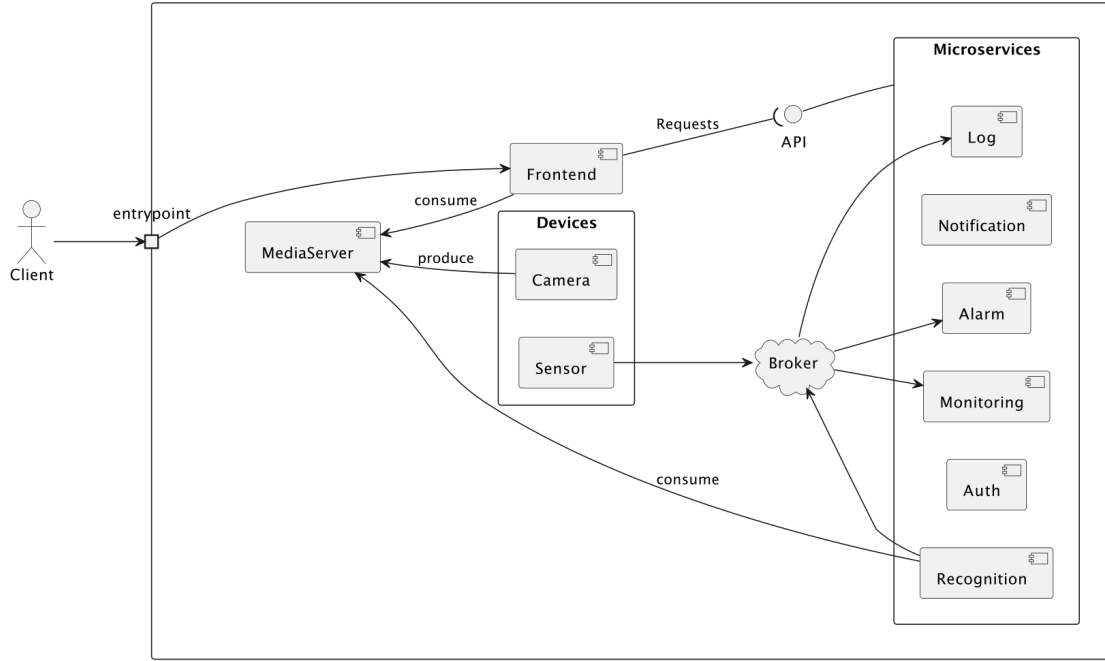 Microservices
Log
Requests
API
Frontend
consume
entrypoint
Devices
Notification
MediaServer
produce
Client
Camera
Alarm
Sensor
Broker
Monitoring
consume
Auth
Recognition